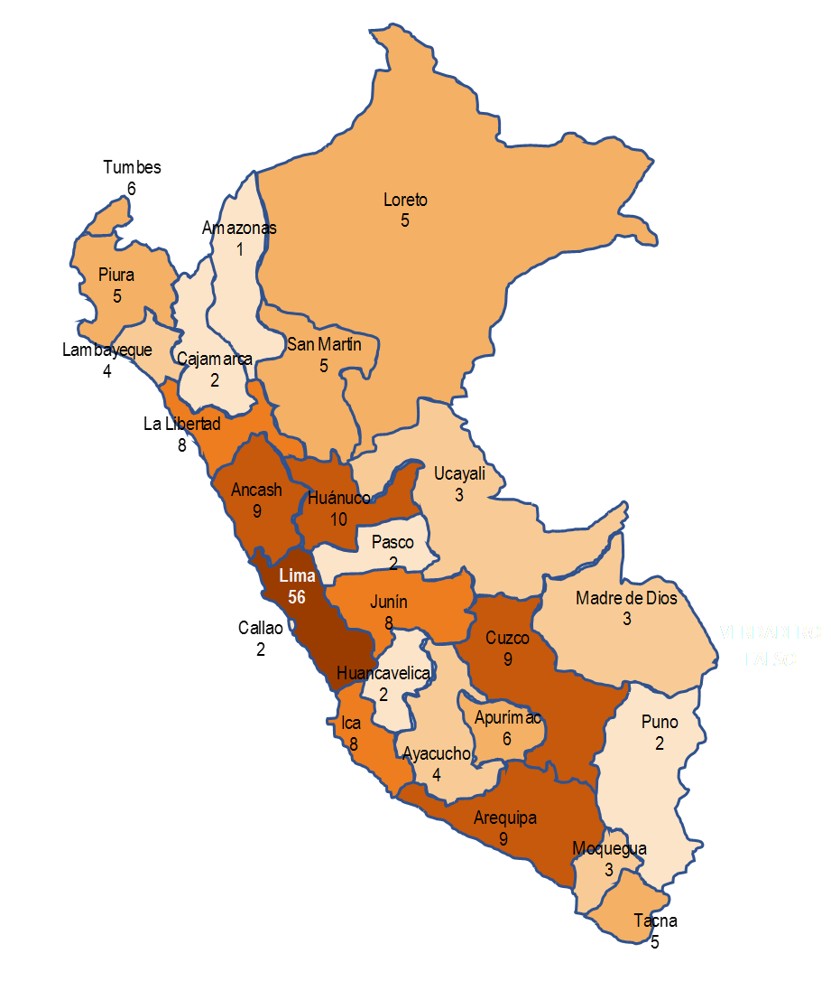 Tumbes
6
Loreto
5
Amazonas
1
Piura
5
San Martín
5
Lambayeque
4
Cajamarca
2
La Libertad
8
Ucayali
3
Ancash
9
Huánuco
10
Pasco
2
Lima
56
Junín
8
Madre de Dios
3
Callao
2
Cuzco
9
Huancavelica
2
Ica
8
Apurímac
6
Puno
2
Ayacucho
4
Arequipa
9
Moquegua
3
Tacna
5